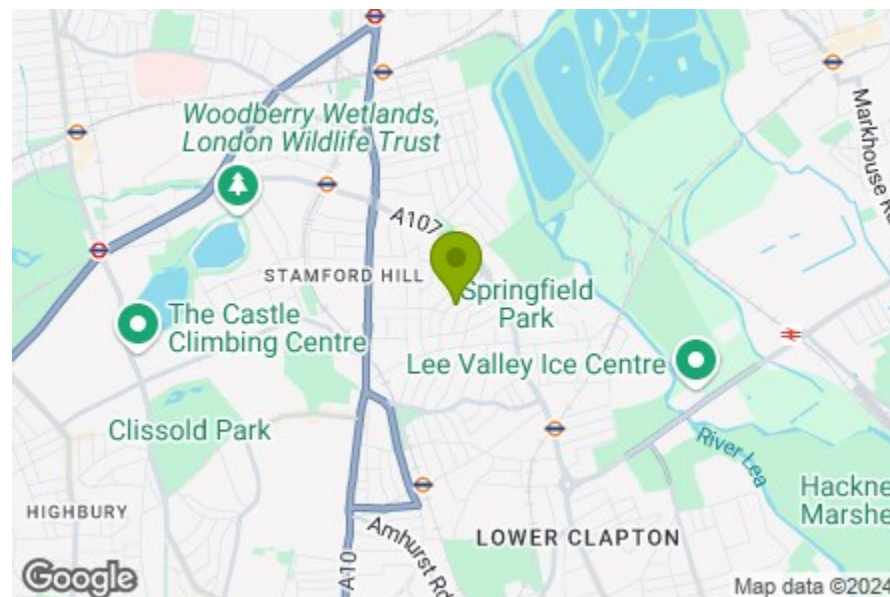 Woodberry Wetlands,
London Wildlife Trust
Markhouse Rd
A107
STAMFORD HILL
Springfield
Park
The Castle
Climbing Centre
Lee Valley Ice Centre
Clissold Park
River Lea
Hackne
Marshe
HIGHBURY
LOWER CLAPTON
Amhurst Rd
A10
Google
Map data ©2024